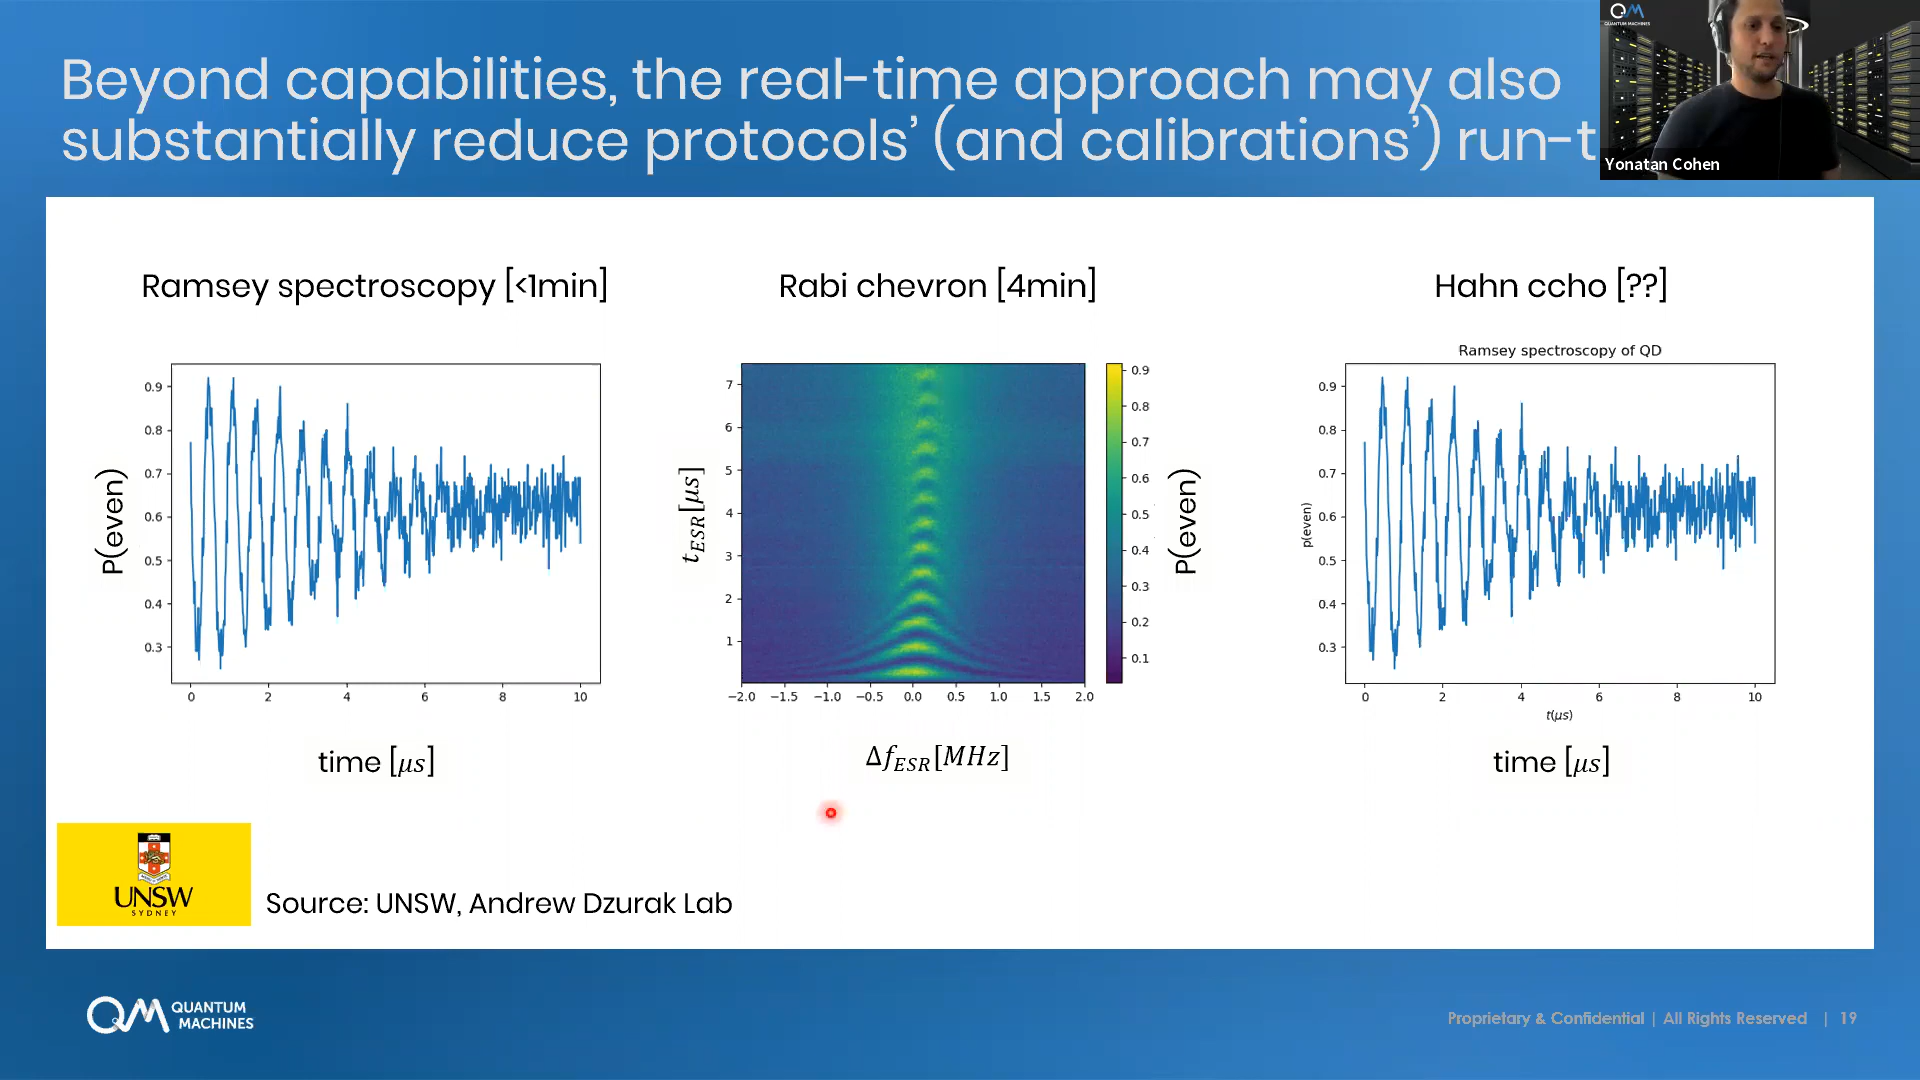 Beyond capabilities, the real-time approach may also
substantially reduce protocols' (and calibrations') run-t
QM
QUANTUM MACHINES
Yonatan Cohen
Ramsey spectroscopy [<1min]
P(even)
0.9
0.8
0.7
0.6
0.5
0.4
0.3
0 2 4 6 8 10
time [μs]
Rabi chevron [4min]
t_ESR[μs]
7
6
5
4
3
2
1
−2.0 −1.5 −1.0 −0.5 0.0 0.5 1.0 1.5 2.0
Δf_ESR[MHz]
0.9
0.8
0.7
0.6
0.5
0.4
0.3
0.2
0.1
P(even)
Hahn ccho [??]
Ramsey spectroscopy of QD
p(even)
0.9
0.8
0.7
0.6
0.5
0.4
0.3
0 2 4 6 8 10
t(μs)
time [μs]
UNSW
SYDNEY
Source: UNSW, Andrew Dzurak Lab
QM QUANTUM
MACHINES
Proprietary & Confidential | All Rights Reserved | 19